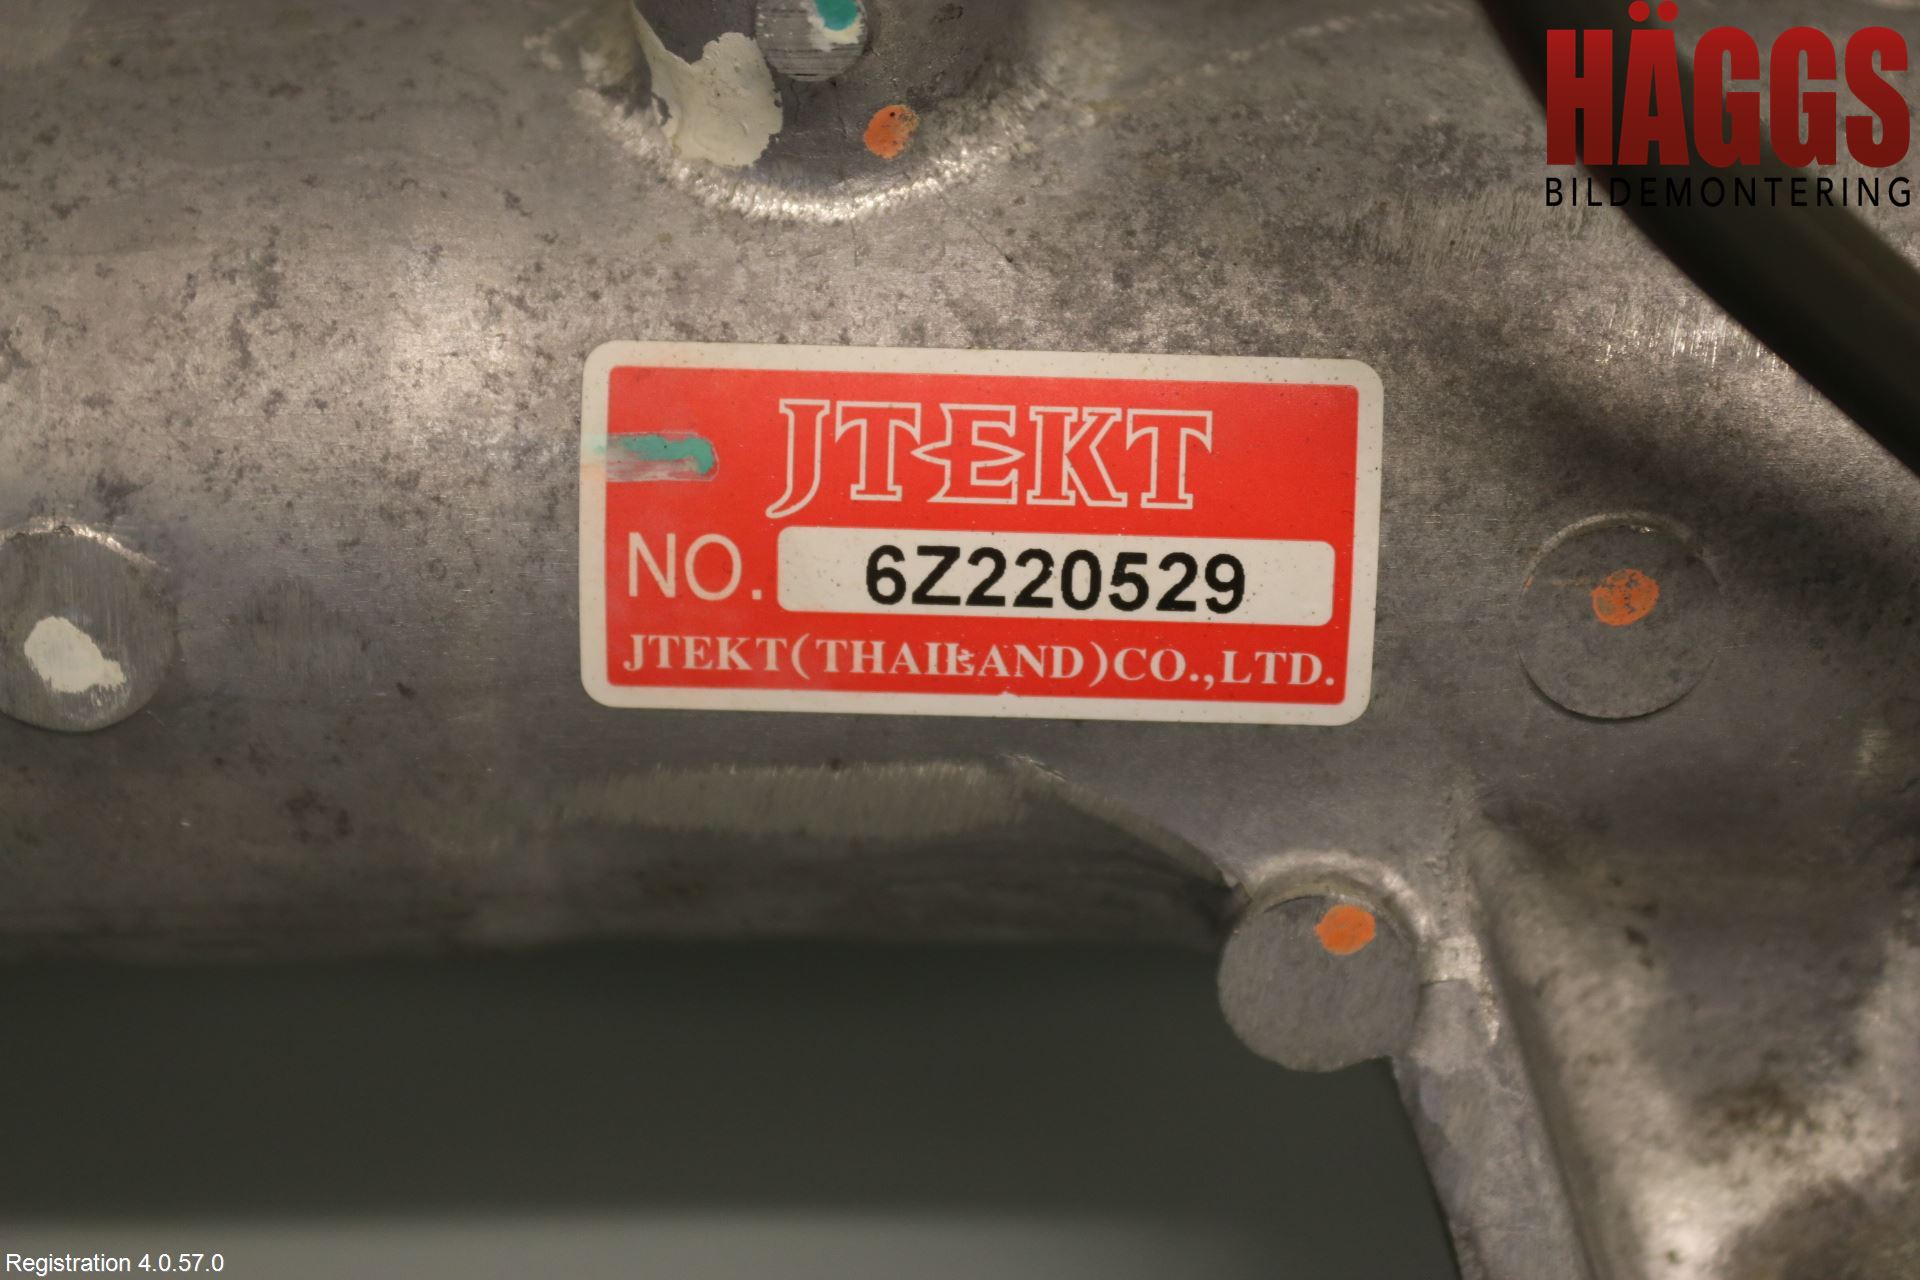 HÄGGS
BILDEMONTERING
JTEKT
NO. 6Z220529
JTEKT(THAILAND)CO.,LTD.
Registration 4.0.57.0